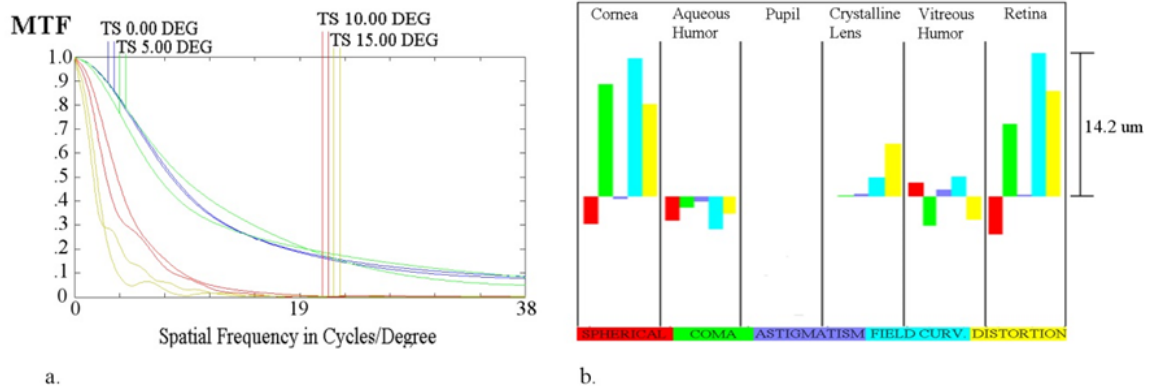 MTF
TS 0.00 DEG
TS 5.00 DEG
TS 10.00 DEG
TS 15.00 DEG
1.0
.9
.8
.7
.6
.5
.4
.3
.2
.1
0
0 19 38
Spatial Frequency in Cycles/Degree
a.
Cornea Aqueous Humor Pupil Crystalline Lens Vitreous Humor Retina
14.2 um
SPHERICAL COMA ASTIGMATISM FIELD CURV. DISTORTION
b.